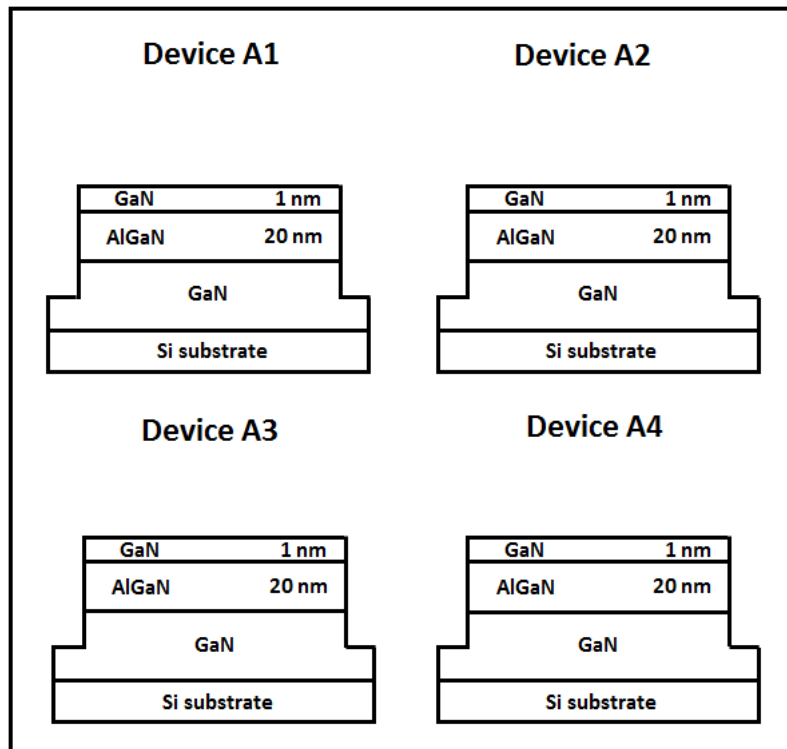 Device A1
Device A2
GaN 1 nm
AlGaN 20 nm
GaN
Si substrate
GaN 1 nm
AlGaN 20 nm
GaN
Si substrate
Device A3
Device A4
GaN 1 nm
AlGaN 20 nm
GaN
Si substrate
GaN 1 nm
AlGaN 20 nm
GaN
Si substrate